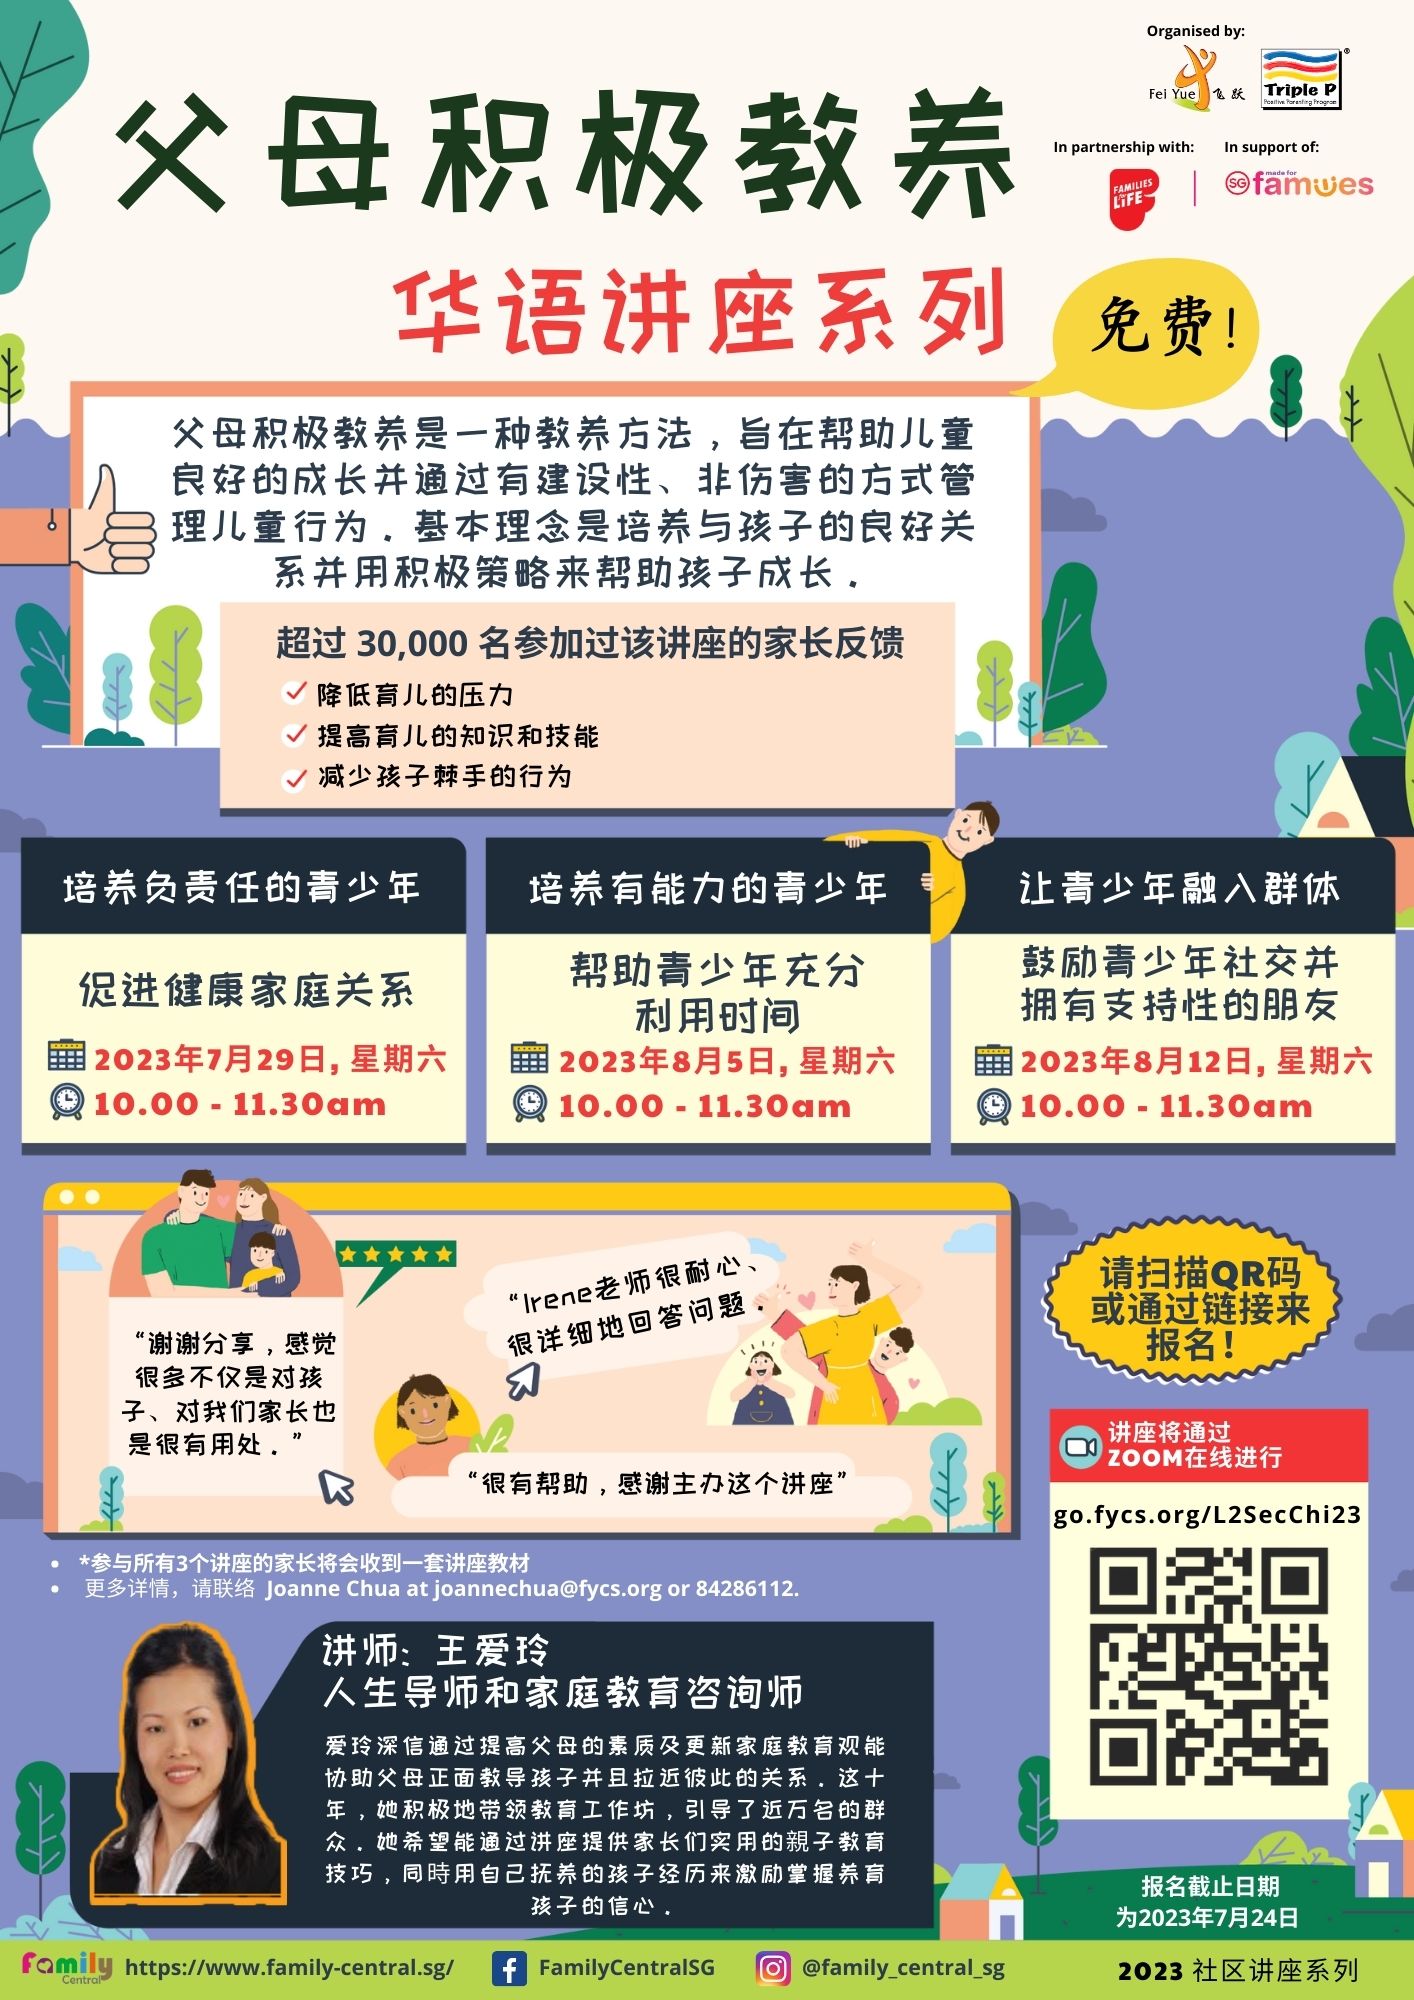 Organised by:
Fei Yue 飞跃
Triple P
Positive Parenting Program
父母积极教养
In partnership with:
In support of:
FAMILIES for LiFE
SG made for famılıes
华语讲座系列
免费!
父母积极教养是一种教养方法，旨在帮助儿童
良好的成长并通过有建设性、非伤害的方式管
理儿童行为．基本理念是培养与孩子的良好关
系并用积极策略来帮助孩子成长．
超过 30,000 名参加过该讲座的家长反馈
降低育儿的压力
提高育儿的知识和技能
减少孩子棘手的行为
培养负责任的青少年
促进健康家庭关系
2023年7月29日, 星期六
10.00 - 11.30am
培养有能力的青少年
帮助青少年充分
利用时间
2023年8月5日, 星期六
10.00 - 11.30am
让青少年融入群体
鼓励青少年社交并
拥有支持性的朋友
2023年8月12日, 星期六
10.00 - 11.30am
“谢谢分享，感觉
很多不仅是对孩
子、对我们家长也
是很有用处．”
“Irene老师很耐心、
很详细地回答问题．
“很有帮助，感谢主办这个讲座”
请扫描QR码
或通过链接来
报名！
讲座将通过
ZOOM在线进行
go.fycs.org/L2SecChi23
• *参与所有3个讲座的家长将会收到一套讲座教材
• 更多详情，请联络 Joanne Chua at joannechua@fycs.org or 84286112.
讲师: 王爱玲
人生导师和家庭教育咨询师
爱玲深信通过提高父母的素质及更新家庭教育观能
协助父母正面教导孩子并且拉近彼此的关系．这十
年，她积极地带领教育工作坊，引导了近万名的群
众．她希望能通过讲座提供家长们实用的親子教育
技巧，同時用自己抚养的孩子经历来激励掌握养育
孩子的信心．
报名截止日期
为2023年7月24日
Family Central
https://www.family-central.sg/
FamilyCentralSG
@family_central_sg
2023 社区讲座系列